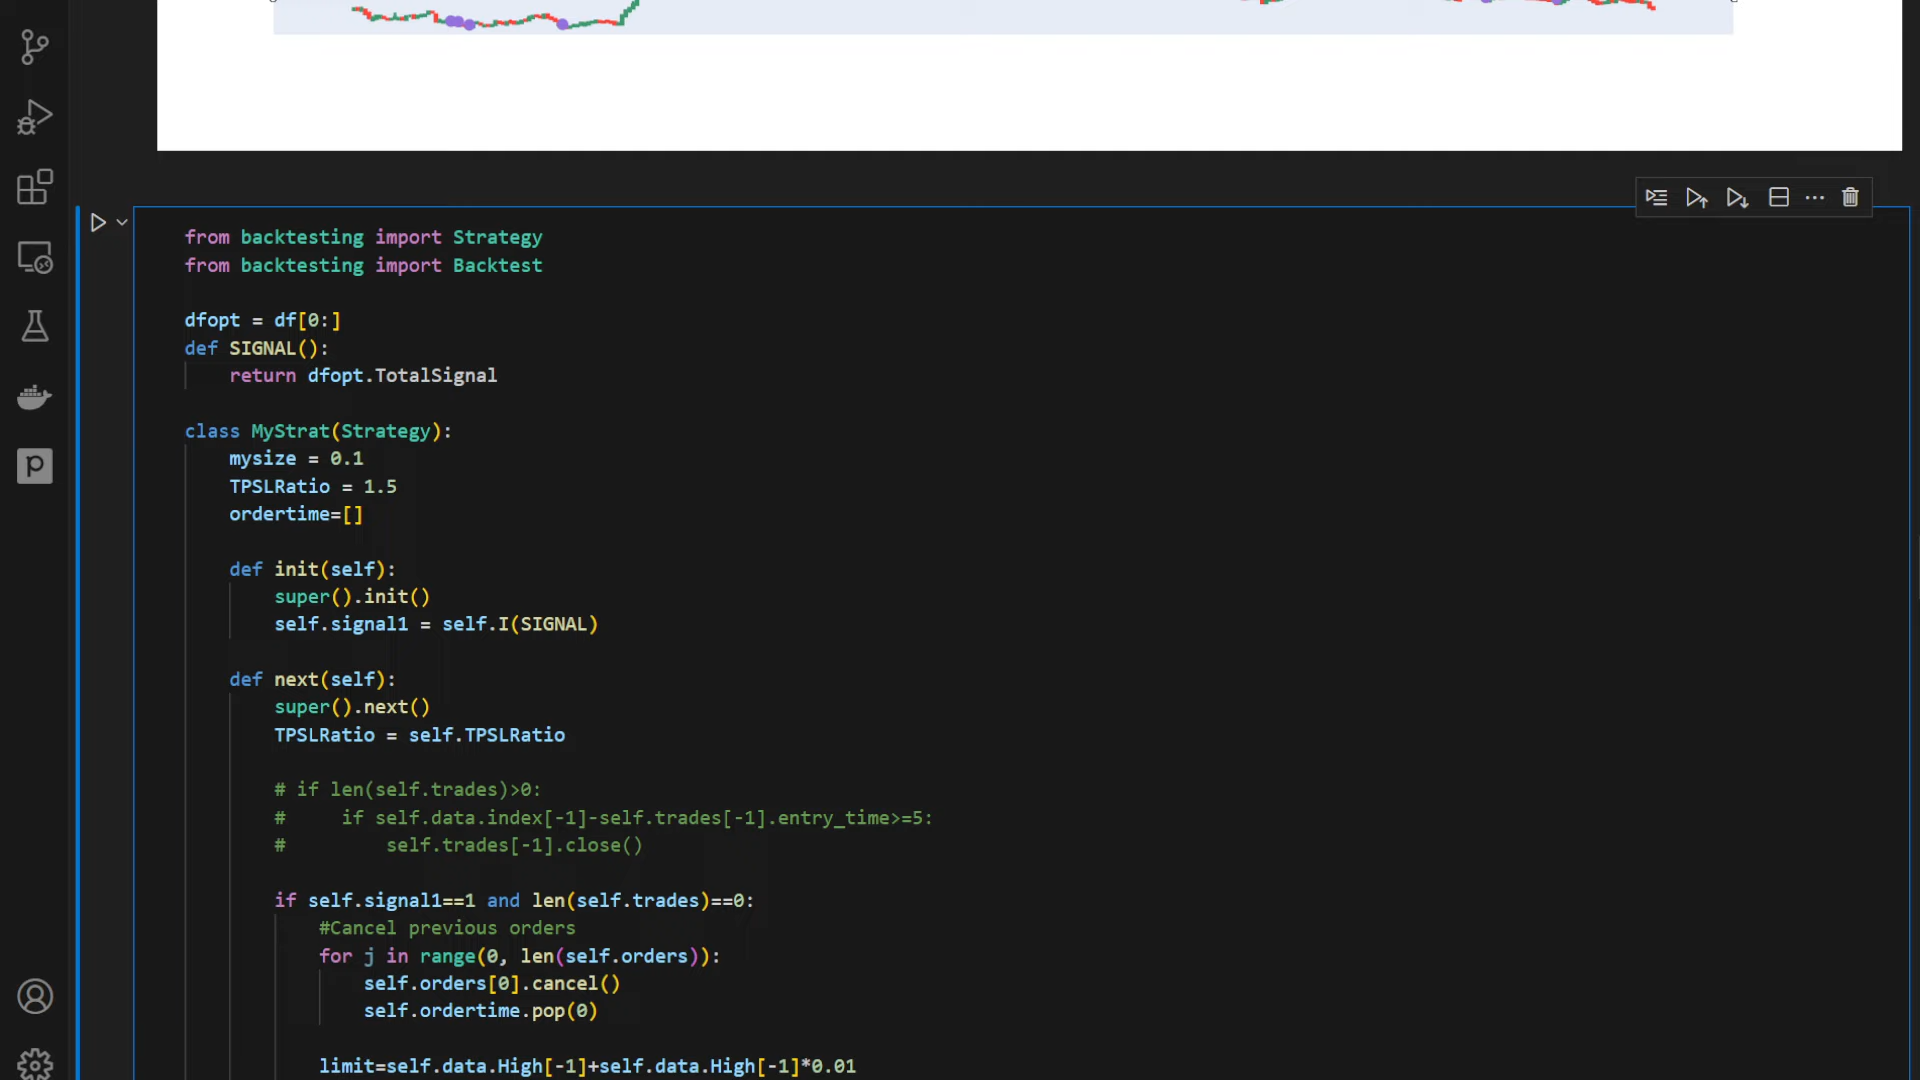 from backtesting import Strategy
from backtesting import Backtest
dfopt = df[0:]
def SIGNAL():
    return dfopt.TotalSignal
class MyStrat(Strategy):
    mysize = 0.1
    TPSLRatio = 1.5
    ordertime=[]
    def init(self):
        super().init()
        self.signal1 = self.I(SIGNAL)
    def next(self):
        super().next()
        TPSLRatio = self.TPSLRatio
        # if len(self.trades)>0:
        #     if self.data.index[-1]-self.trades[-1].entry_time>=5:
        #         self.trades[-1].close()
        if self.signal1==1 and len(self.trades)==0:
            #Cancel previous orders
            for j in range(0, len(self.orders)):
                self.orders[0].cancel()
                self.ordertime.pop(0)
            limit=self.data.High[-1]+self.data.High[-1]*0.01